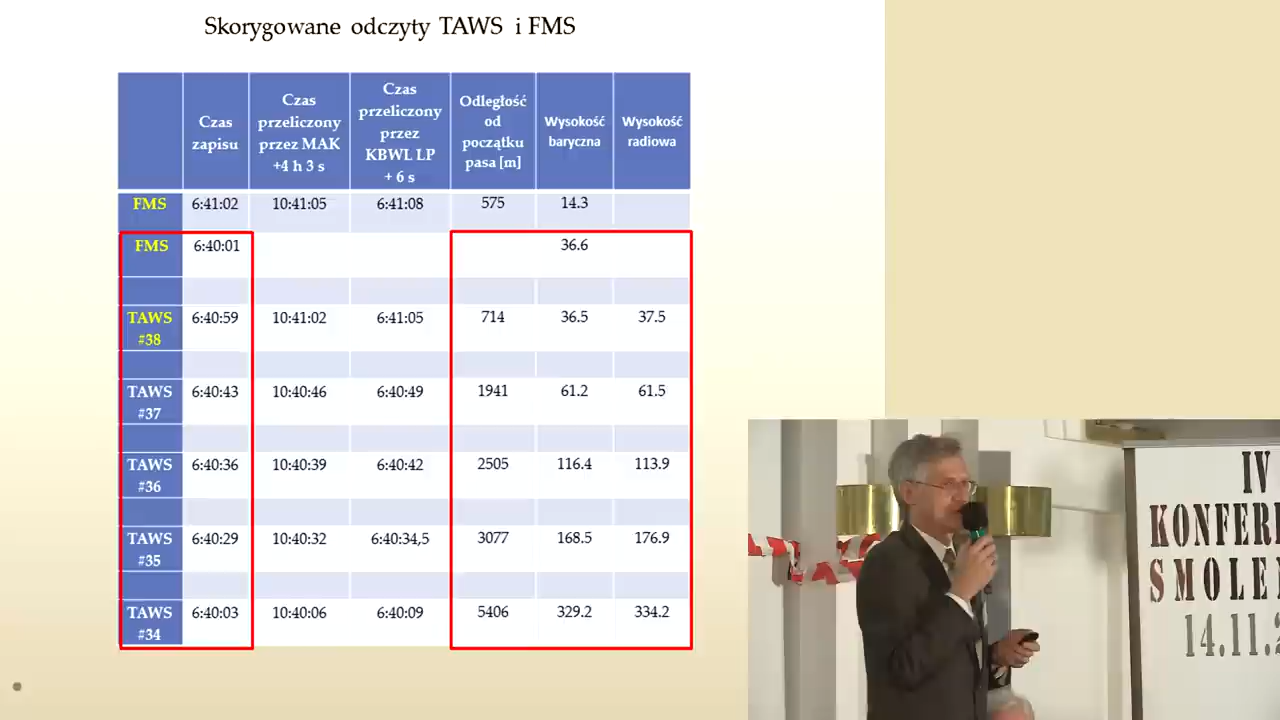 Skorygowane odczyty TAWS i FMS
Czas zapisu
Czas przeliczony przez MAK +4 h 3 s
Czas przeliczony przez KBWL LP + 6 s
Odległość od początku pasa [m]
Wysokość baryczna
Wysokość radiowa
FMS 6:41:02 10:41:05 6:41:08 575 14.3
FMS 6:40:01 36.6
TAWS #38 6:40:59 10:41:02 6:41:05 714 36.5 37.5
TAWS #37 6:40:43 10:40:46 6:40:49 1941 61.2 61.5
TAWS #36 6:40:36 10:40:39 6:40:42 2505 116.4 113.9
TAWS #35 6:40:29 10:40:32 6:40:34,5 3077 168.5 176.9
TAWS #34 6:40:03 10:40:06 6:40:09 5406 329.2 334.2
IV
KONFERE
SMOLE
14.11.2